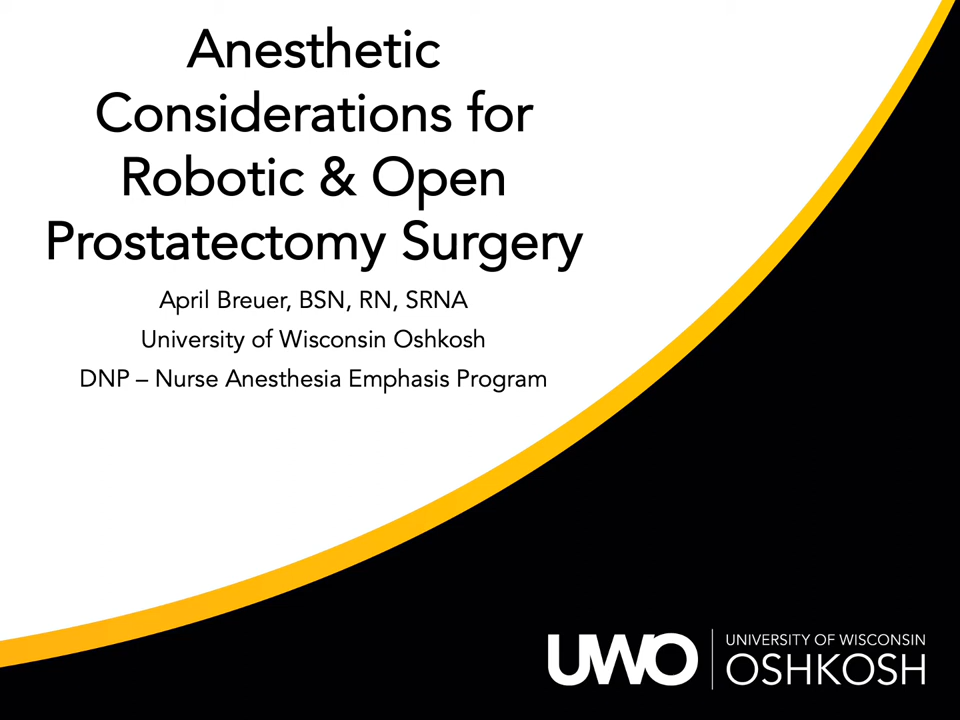 Anesthetic
Considerations for
Robotic & Open
Prostatectomy Surgery
April Breuer, BSN, RN, SRNA
University of Wisconsin Oshkosh
DNP – Nurse Anesthesia Emphasis Program
UWO
UNIVERSITY OF WISCONSIN
OSHKOSH